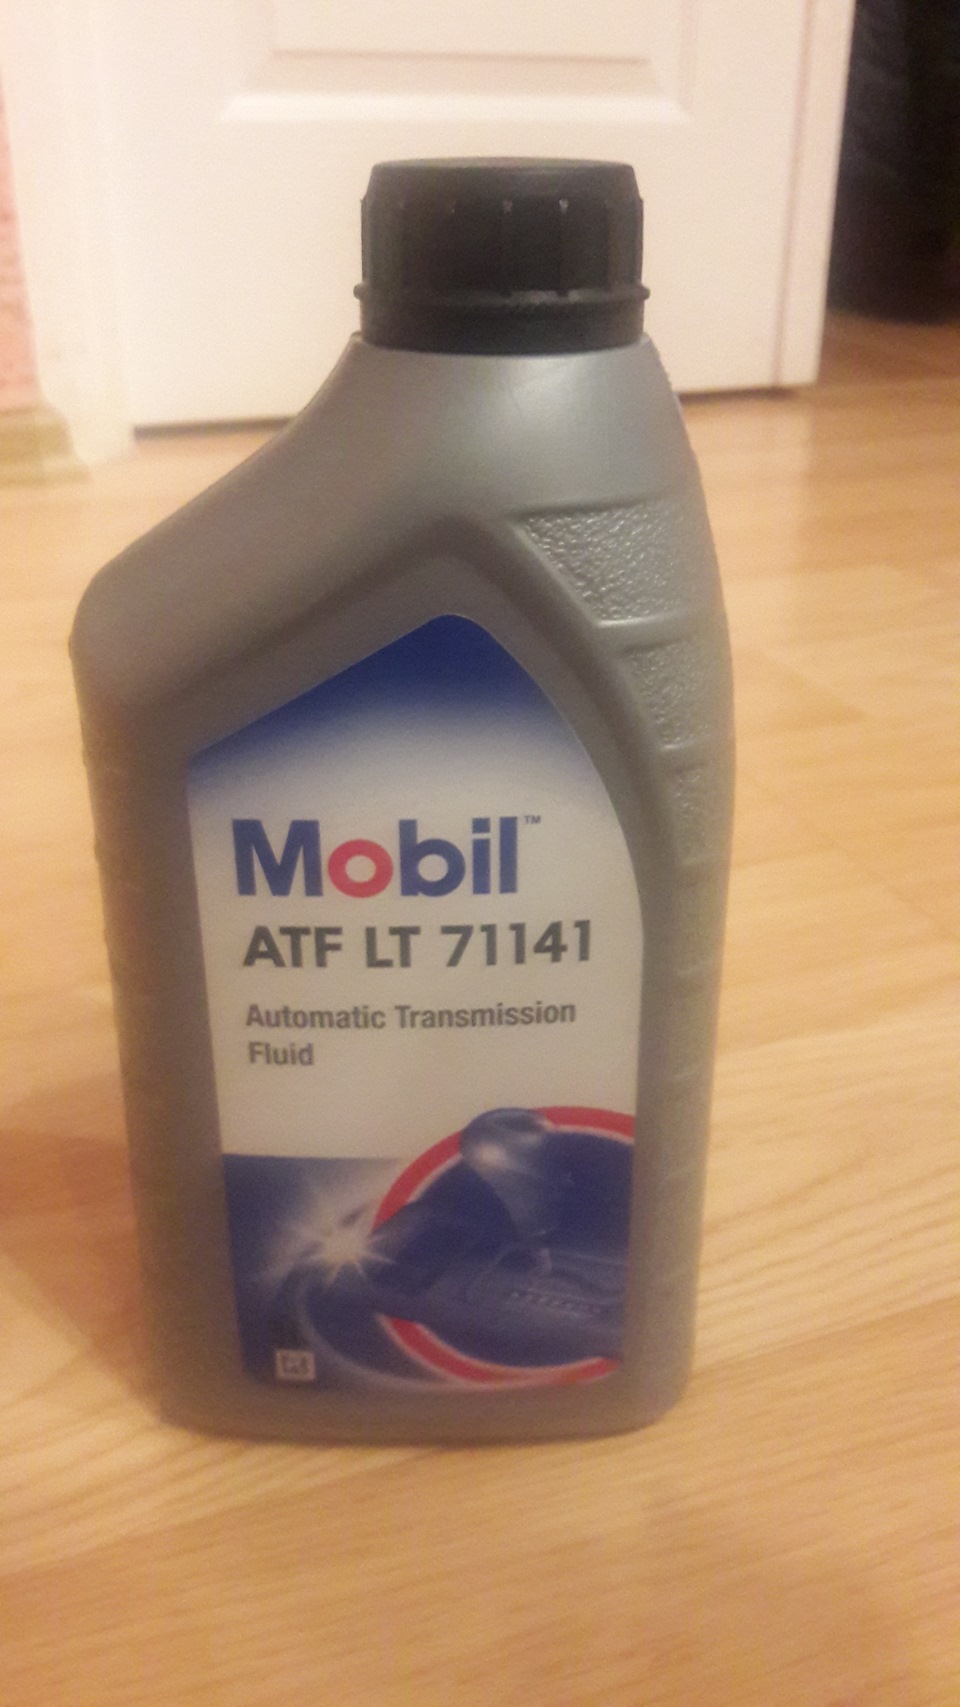 Mobil™
ATF LT 71141
Automatic Transmission
Fluid